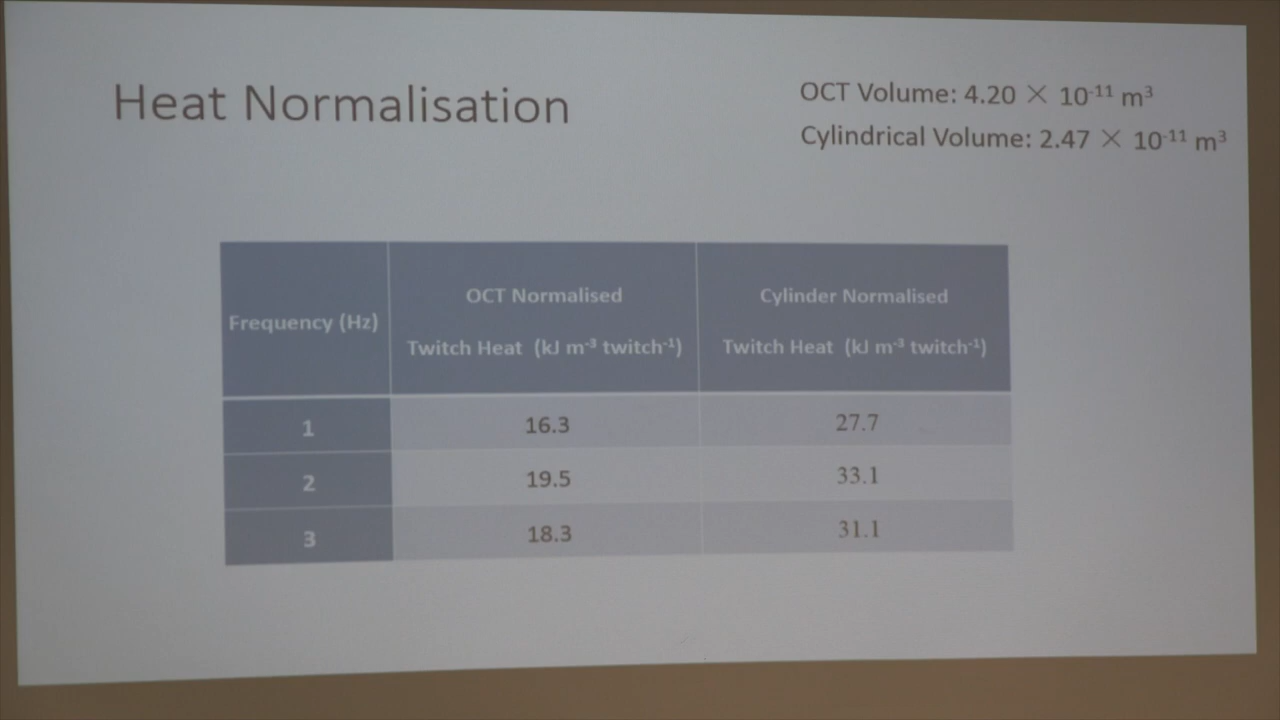 Heat Normalisation
OCT Volume: 4.20 × 10⁻¹¹ m³
Cylindrical Volume: 2.47 × 10⁻¹¹ m³
Frequency (Hz)
OCT Normalised
Twitch Heat (kJ m⁻³ twitch⁻¹)
Cylinder Normalised
Twitch Heat (kJ m⁻³ twitch⁻¹)
1 16.3 27.7
2 19.5 33.1
3 18.3 31.1